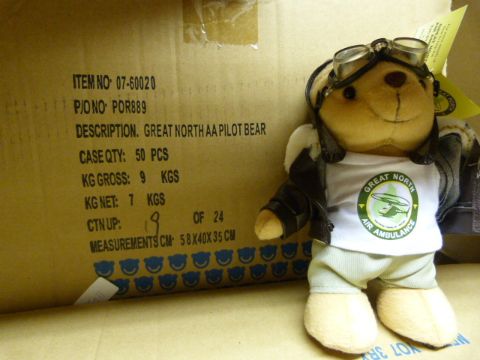 ITEM NO' 07-60020
P/O NO' POR889
DESCRIPTION. GREAT NORTH AA PILOT BEAR
CASE QTY: 50 PCS
KG GROSS: 9 KGS
KG NET: 7 KGS
CTN UP: 19 OF 24
MEASUREMENTS CM' 58X40X35 CM
GREAT NORTH
AIR AMBULANCE